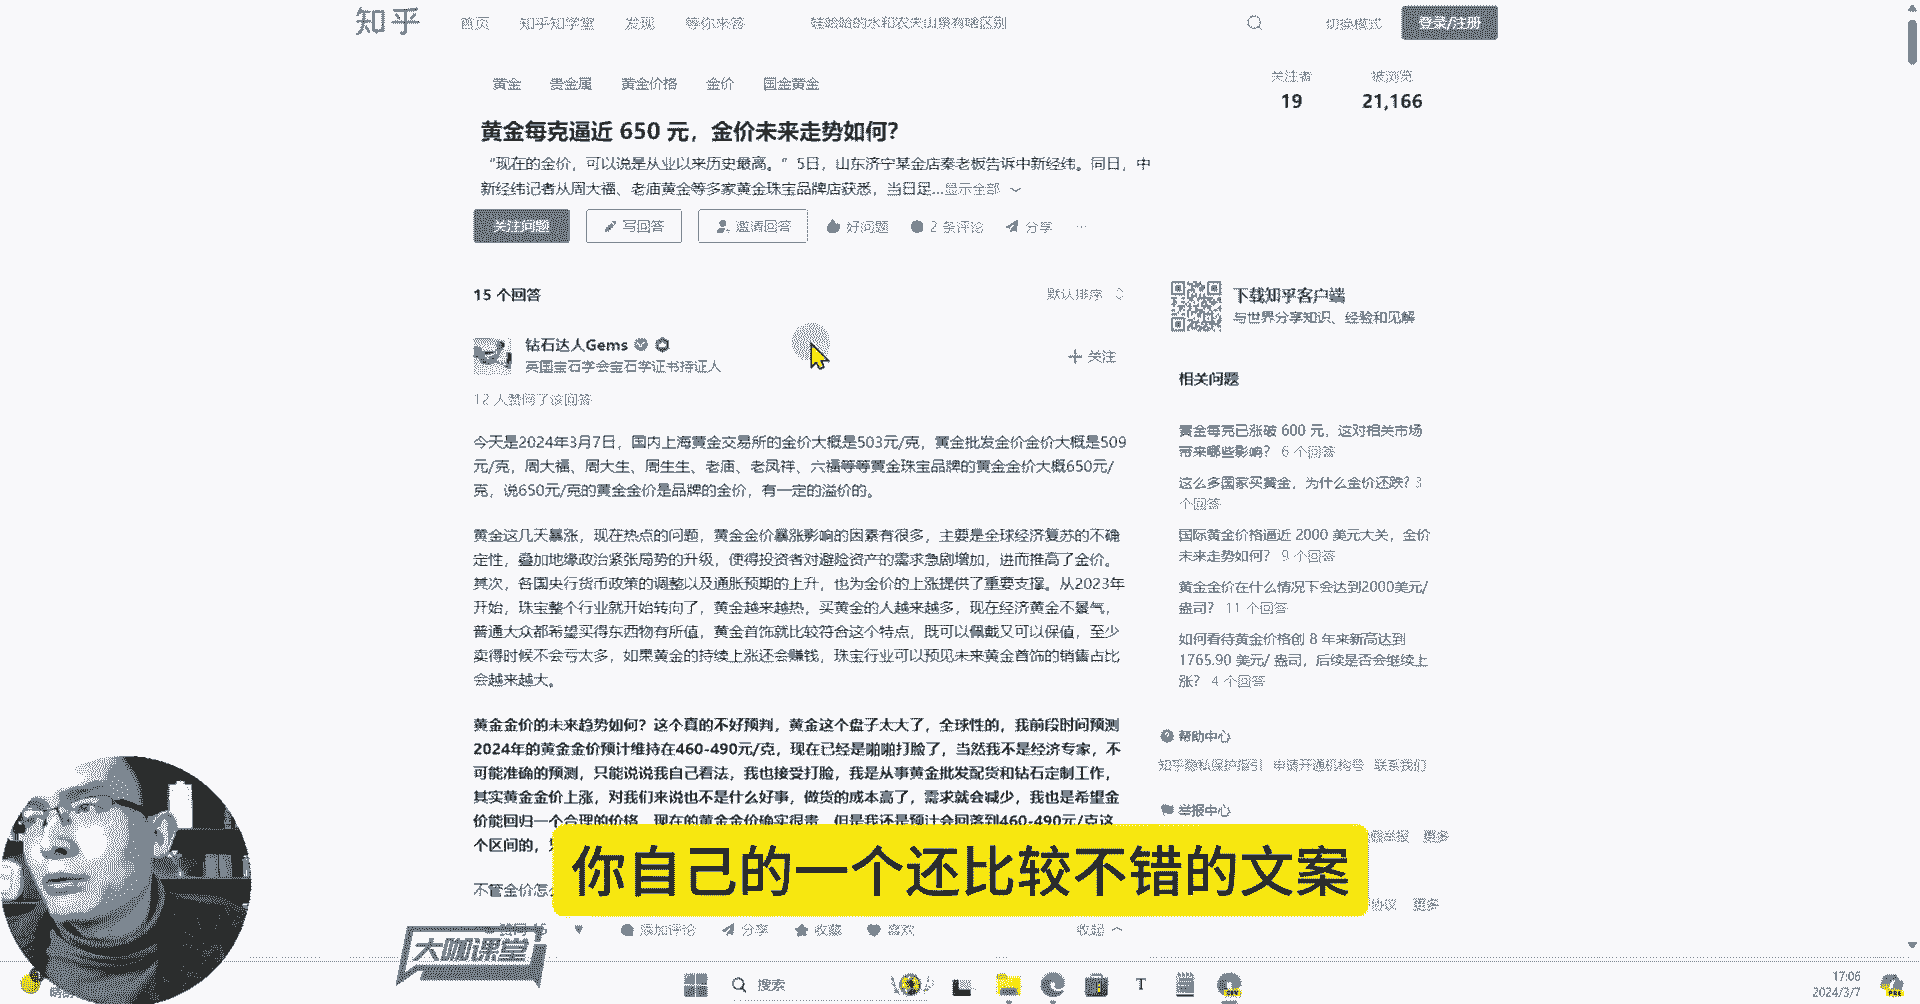 知乎
首页 知乎知学堂 发现 等你来答 娃哈哈的水和农夫山泉有啥区别 切换模式 登录/注册
黄金 贵金属 黄金价格 金价 国金黄金
关注者 被浏览
19 21,166
黄金每克逼近 650 元，金价未来走势如何？
“现在的金价，可以说是从业以来历史最高。”5日，山东济宁某金店秦老板告诉中新经纬。同日，中
新经纬记者从周大福、老庙黄金等多家黄金珠宝品牌店获悉，当日足...显示全部
关注问题 写回答 邀请回答 好问题 2 条评论 分享 ...
15 个回答 默认排序
钻石达人Gems
英国宝石学会宝石学证书持证人
+ 关注
12 人赞同了该回答
今天是2024年3月7日，国内上海黄金交易所的金价大概是503元/克，黄金批发金价金价大概是509
元/克，周大福、周大生、周生生、老庙、老凤祥、六福等等黄金珠宝品牌的黄金金价大概650元/
克，说650元/克的黄金金价是品牌的金价，有一定的溢价的。
黄金这几天暴涨，现在热点的问题，黄金金价暴涨影响的因素有很多，主要是全球经济复苏的不确
定性，叠加地缘政治紧张局势的升级，使得投资者对避险资产的需求急剧增加，进而推高了金价。
其次，各国央行货币政策的调整以及通胀预期的上升，也为金价的上涨提供了重要支撑。从2023年
开始，珠宝整个行业就开始转向了，黄金越来越热，买黄金的人越来越多，现在经济黄金不景气，
普通大众都希望买得东西物有所值，黄金首饰就比较符合这个特点，既可以佩戴又可以保值，至少
卖得时候不会亏太多，如果黄金的持续上涨还会赚钱，珠宝行业可以预见未来黄金首饰的销售占比
会越来越大。
黄金金价的未来趋势如何？这个真的不好预判，黄金这个盘子太大了，全球性的，我前段时间预测
2024年的黄金金价预计维持在460-490元/克，现在已经是啪啪打脸了，当然我不是经济专家，不
可能准确的预测，只能说说我自己看法，我也接受打脸，我是从事黄金批发配货和钻石定制工作，
其实黄金金价上涨，对我们来说也不是什么好事，做货的成本高了，需求就会减少，我也是希望金
价能回归一个合理的价格，现在的黄金金价确实很贵，但是我还是预计会回落到460-490元/克这
个区间的，
不管金价怎
添加评论 分享 收藏 喜欢 收起
下载知乎客户端
与世界分享知识、经验和见解
相关问题
黄金每克已涨破 600 元，这对相关市场
带来哪些影响？ 6 个回答
这么多国家买黄金，为什么金价还跌？3
个回答
国际黄金价格逼近 2000 美元大关，金价
未来走势如何？ 9 个回答
黄金金价在什么情况下会达到2000美元/
盎司？ 11 个回答
如何看待黄金价格创 8 年来新高达到
1765.90 美元/ 盎司，后续是否会继续上
涨？ 4 个回答
帮助中心
知乎隐私保护指引 申请开通机构号 联系我们
举报中心
举报 更多
协议 更多
你自己的一个还比较不错的文案
大咖课堂
搜索
17:06
2024/3/7